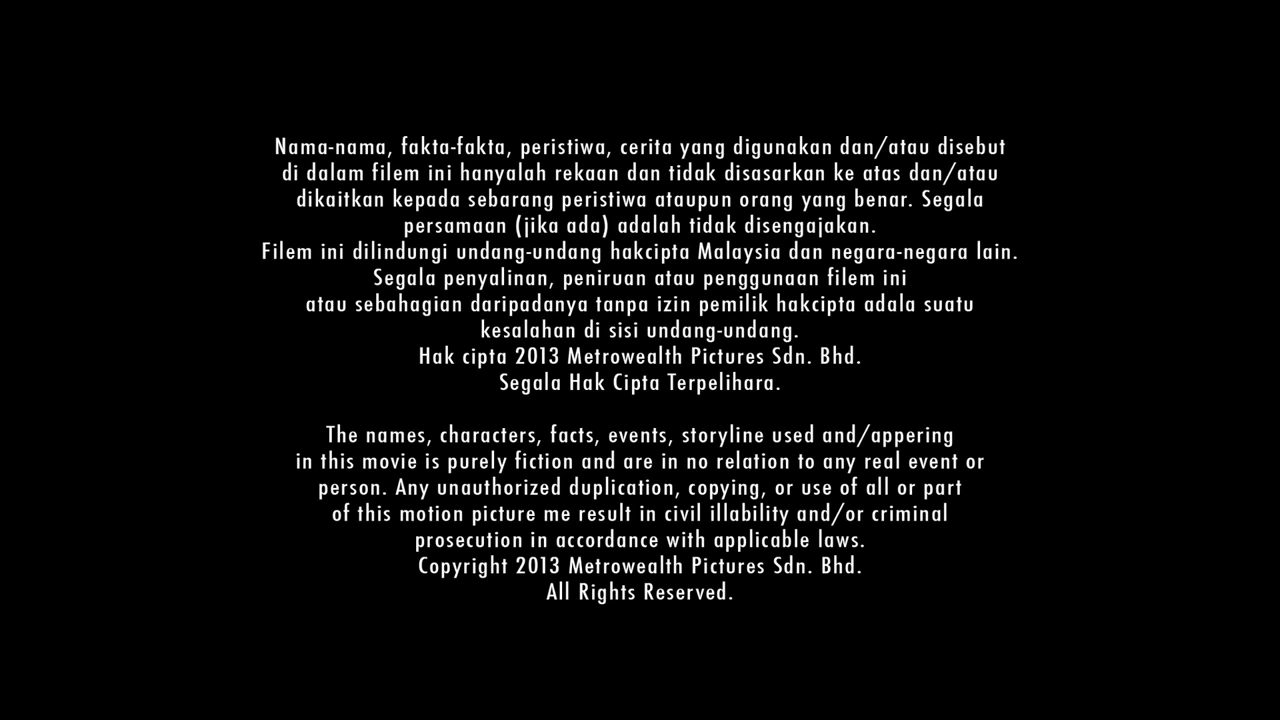 Nama-nama, fakta-fakta, peristiwa, cerita yang digunakan dan/atau disebut
di dalam filem ini hanyalah rekaan dan tidak disasarkan ke atas dan/atau
dikaitkan kepada sebarang peristiwa ataupun orang yang benar. Segala
persamaan (jika ada) adalah tidak disengajakan.
Filem ini dilindungi undang-undang hakcipta Malaysia dan negara-negara lain.
Segala penyalinan, peniruan atau penggunaan filem ini
atau sebahagian daripadanya tanpa izin pemilik hakcipta adala suatu
kesalahan di sisi undang-undang.
Hak cipta 2013 Metrowealth Pictures Sdn. Bhd.
Segala Hak Cipta Terpelihara.
The names, characters, facts, events, storyline used and/appering
in this movie is purely fiction and are in no relation to any real event or
person. Any unauthorized duplication, copying, or use of all or part
of this motion picture me result in civil illability and/or criminal
prosecution in accordance with applicable laws.
Copyright 2013 Metrowealth Pictures Sdn. Bhd.
All Rights Reserved.